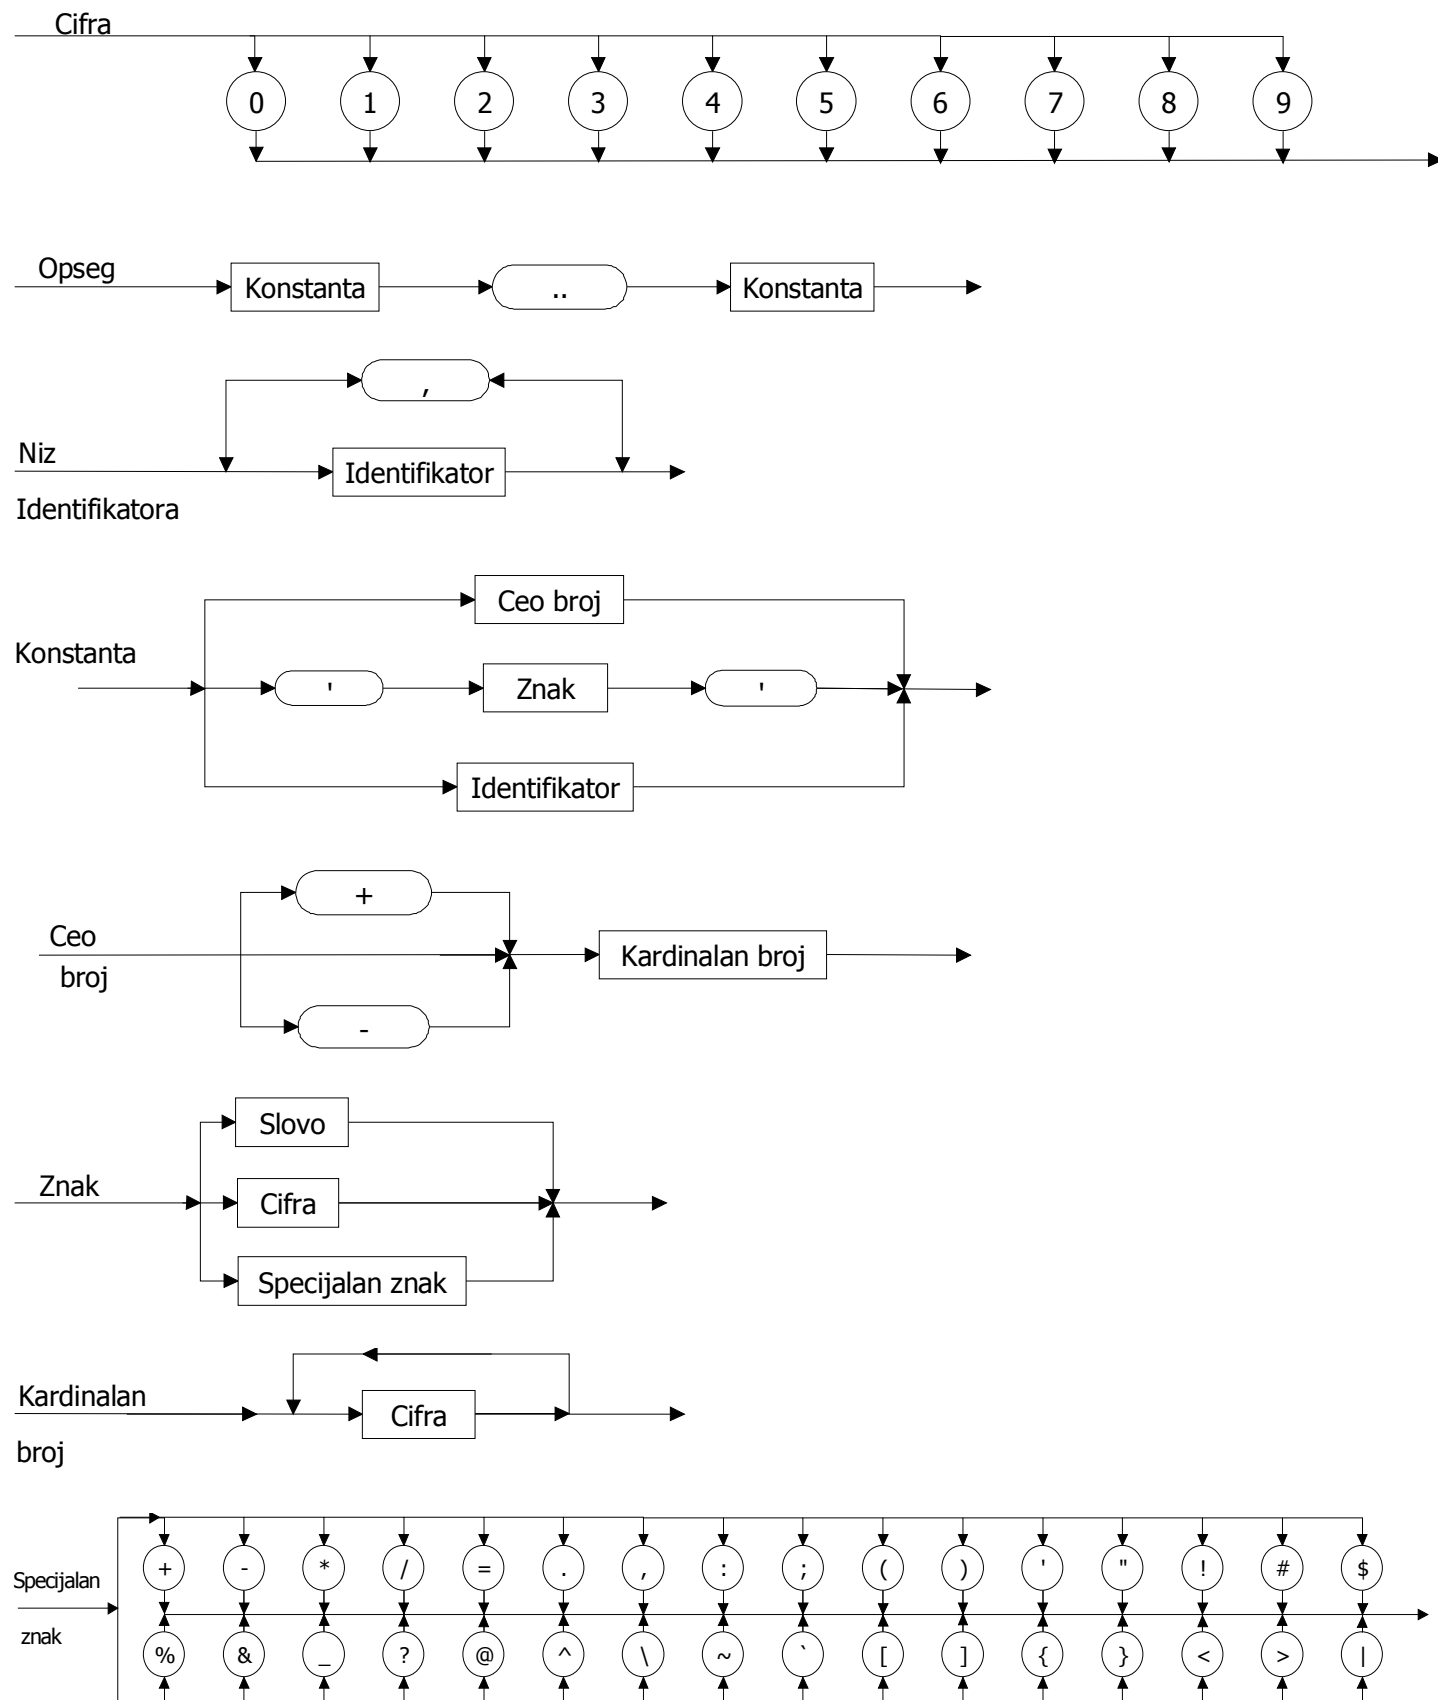 Cifra
0 1 2 3 4 5 6 7 8 9
Opseg
Konstanta .. Konstanta
,
Niz
Identifikator
Identifikatora
Ceo broj
Konstanta
' Znak '
Identifikator
+
Ceo
Kardinalan broj
broj
-
Slovo
Znak
Cifra
Specijalan znak
Kardinalan
Cifra
broj
+ - * / = . , : ; ( ) ' " ! # $
Specijalan
znak
% & _ ? @ ^ \ ~ ` [ ] { } < > |